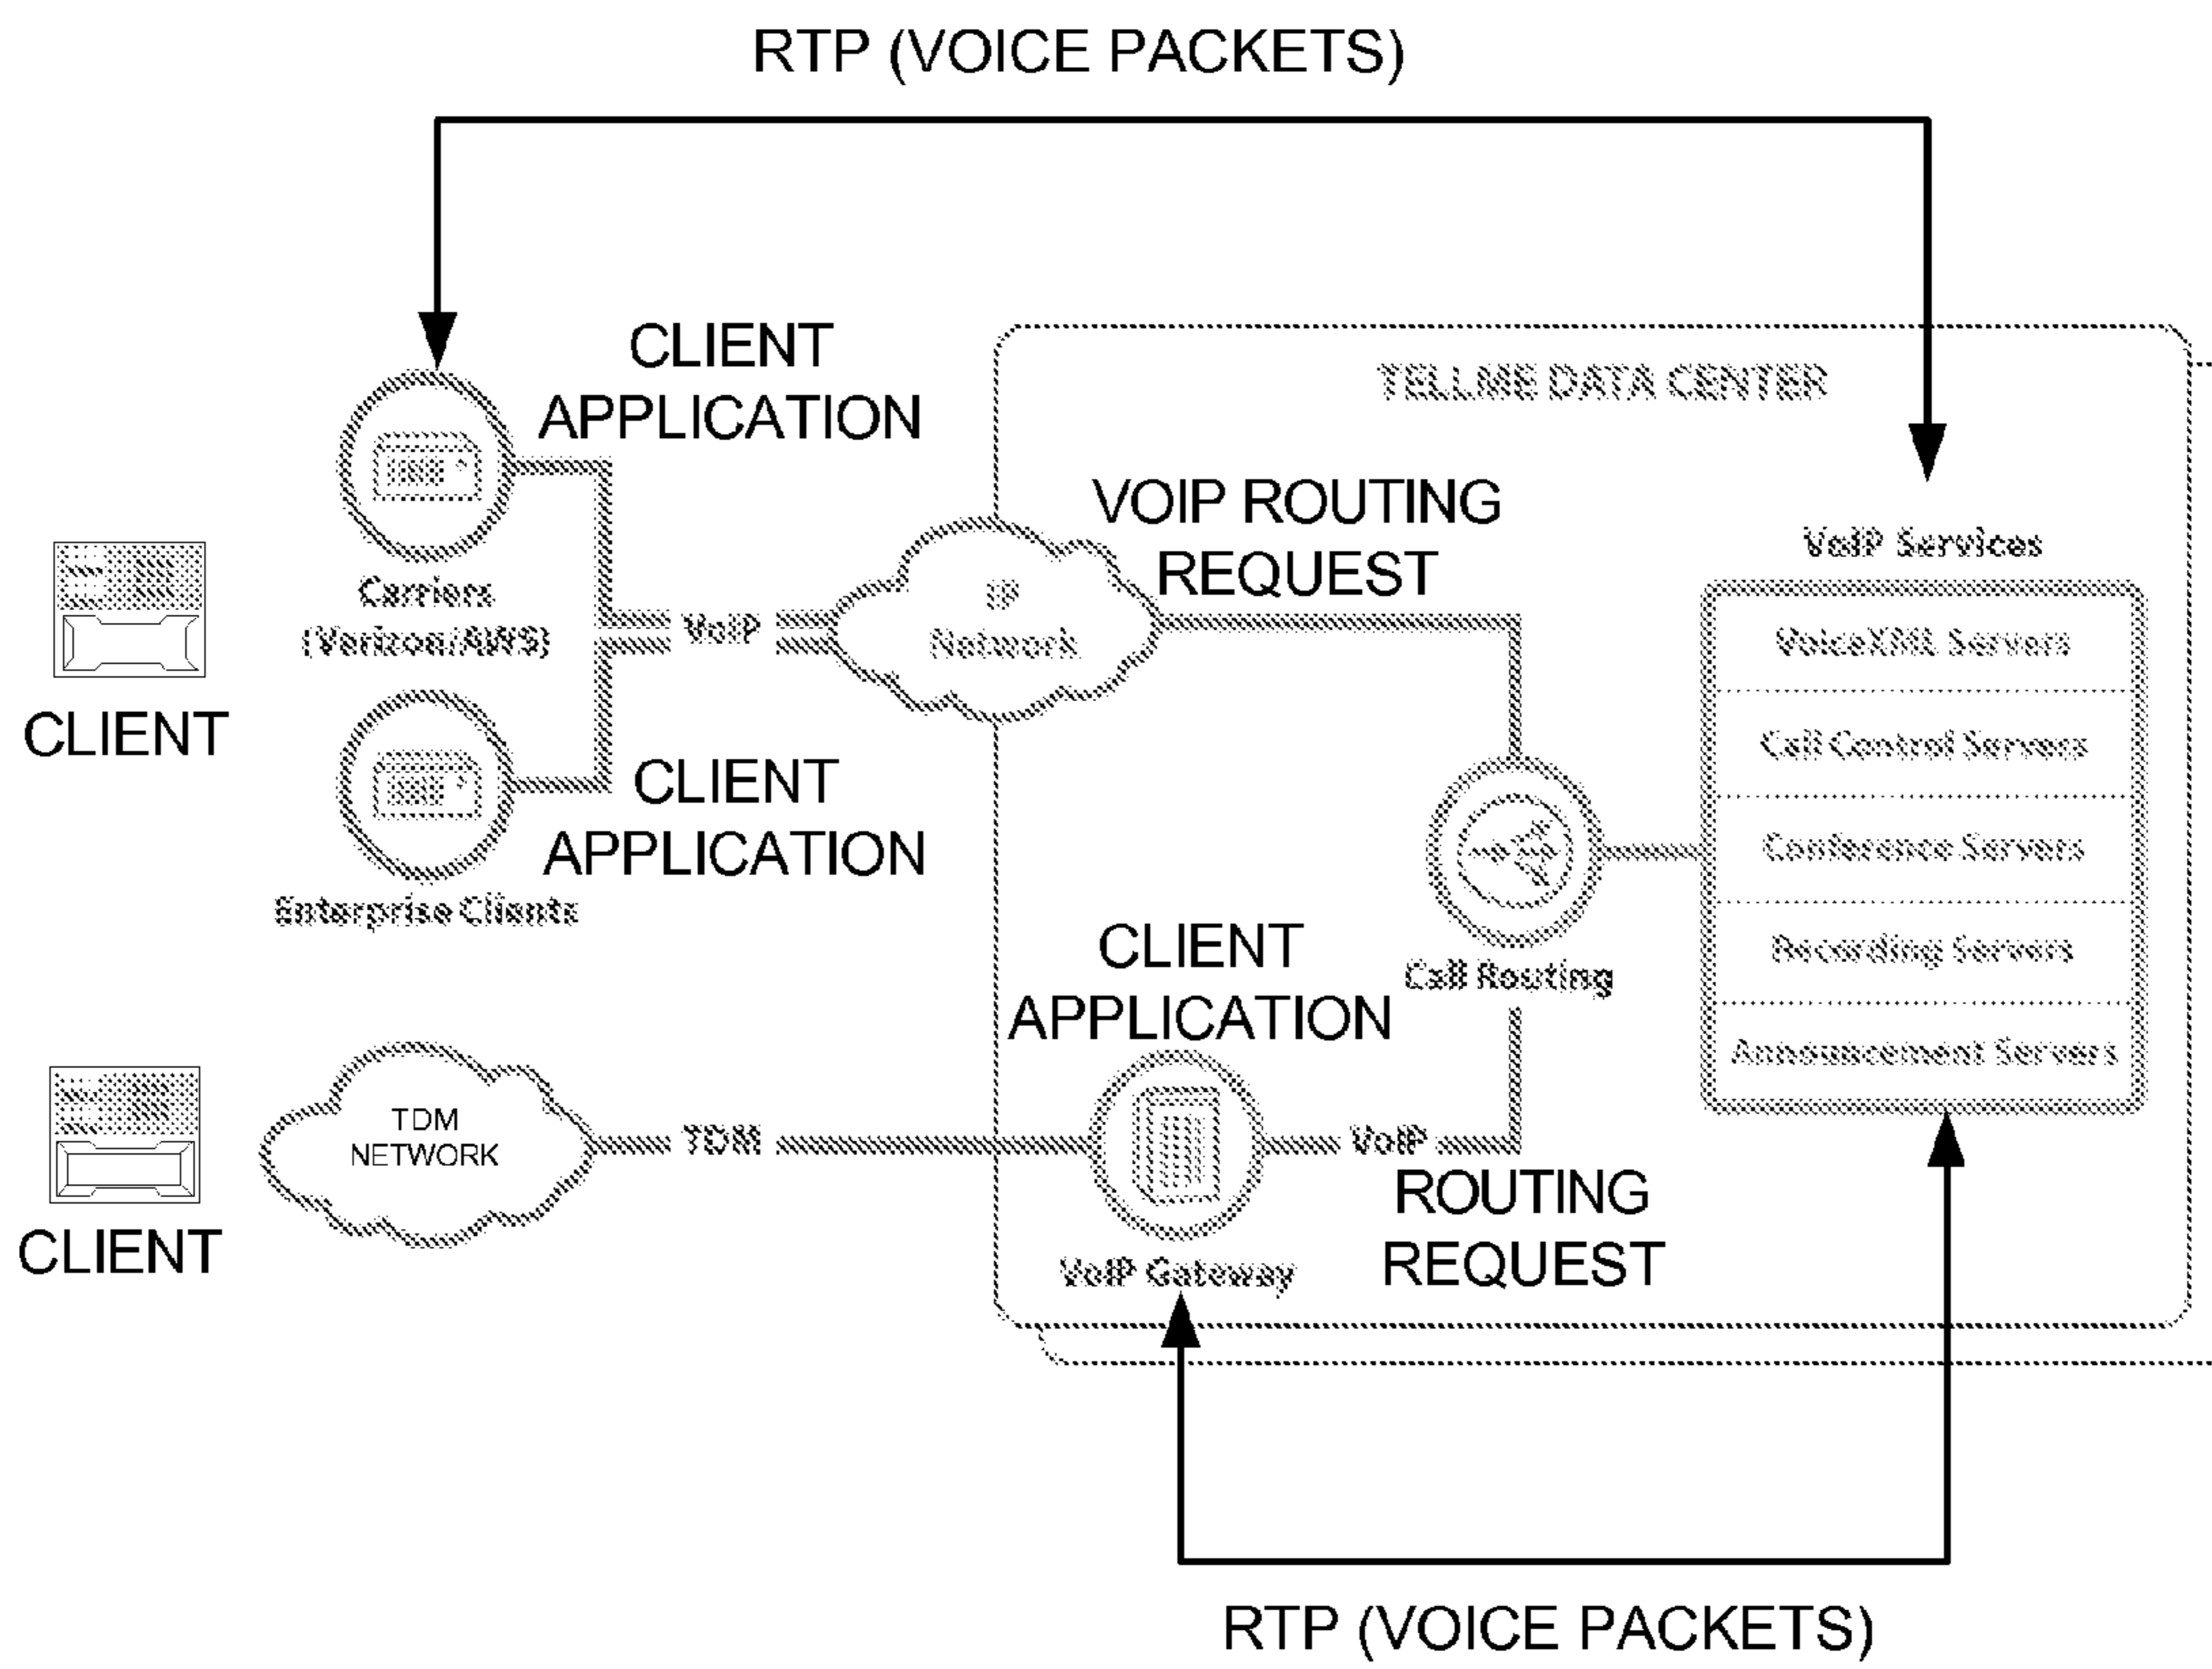 RTP (VOICE PACKETS)
CLIENT
APPLICATION
TELLME DATA CENTER
VOIP ROUTING
REQUEST
VoIP Services
Carriers
(Verizon/AWS)
VoIP
IP
Network
VoiceXML Servers
CLIENT
Call Control Servers
CLIENT
APPLICATION
Conference Servers
Enterprise Clients
CLIENT
APPLICATION
Call Routing
Recording Servers
Announcement Servers
TDM
NETWORK
TDM
VoIP
ROUTING
REQUEST
CLIENT
VoIP Gateway
RTP (VOICE PACKETS)